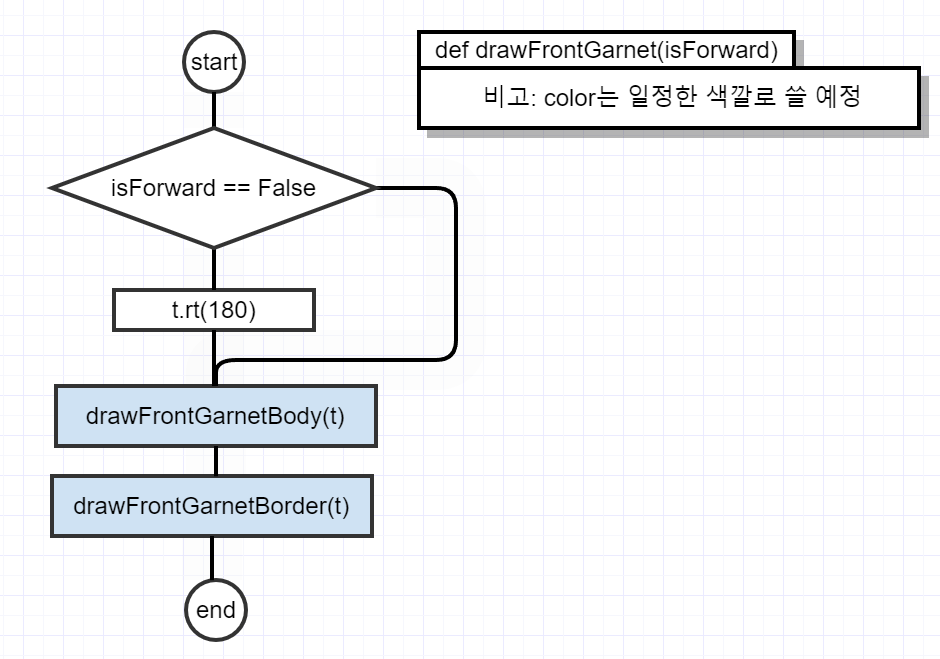 start
def drawFrontGarnet(isForward)
비고: color는 일정한 색깔로 쓸 예정
isForward == False
t.rt(180)
drawFrontGarnetBody(t)
drawFrontGarnetBorder(t)
end